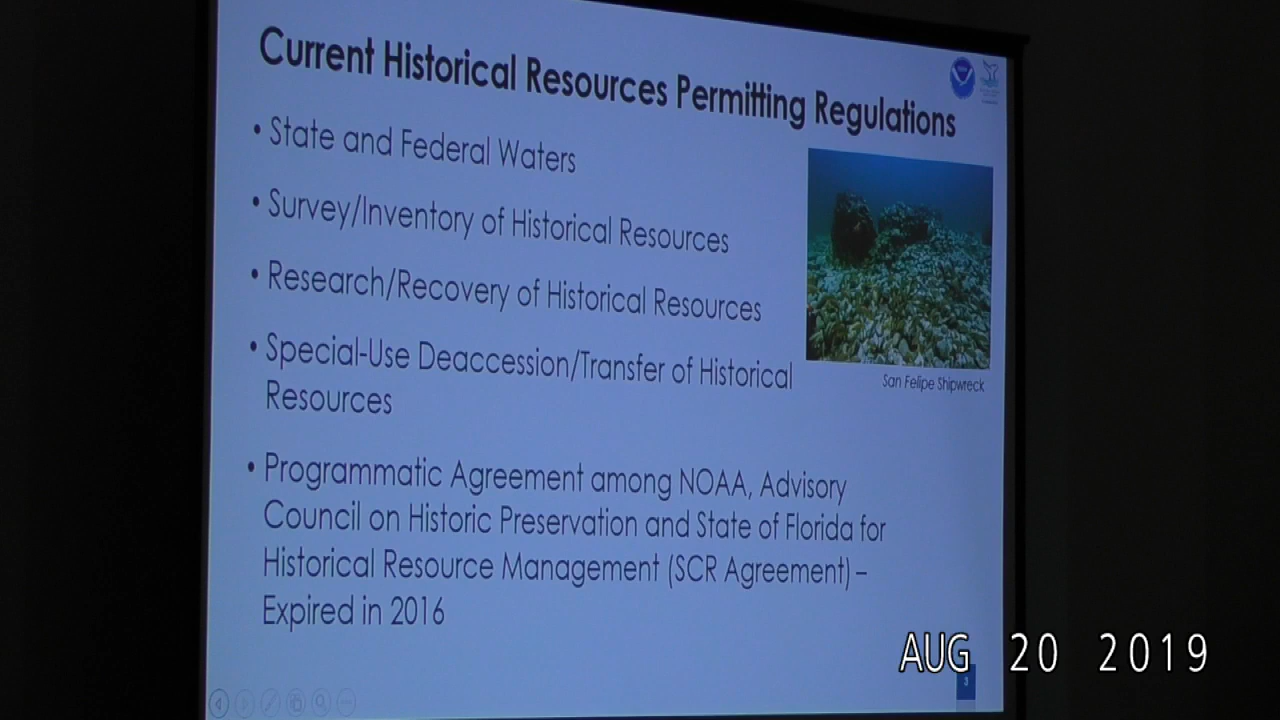 Current Historical Resources Permitting Regulations
• State and Federal Waters
• Survey/Inventory of Historical Resources
• Research/Recovery of Historical Resources
• Special-Use Deaccession/Transfer of Historical
Resources
San Felipe Shipwreck
• Programmatic Agreement among NOAA, Advisory
Council on Historic Preservation and State of Florida for
Historical Resource Management (SCR Agreement) –
Expired in 2016
AUG 20 2019
3